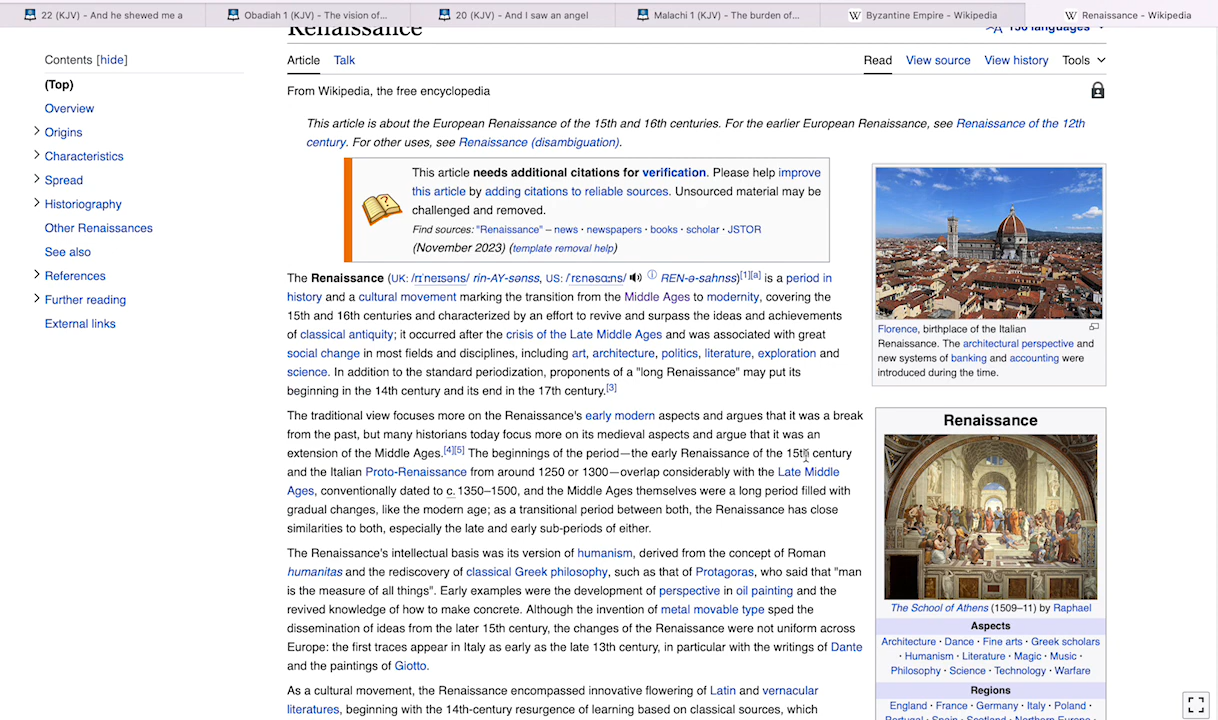 22 (KJV) - And he shewed me a
Obadiah 1 (KJV) - The vision of...
20 (KJV) - And I saw an angel
Malachi 1 (KJV) - The burden of...
Byzantine Empire - Wikipedia
Renaissance - Wikipedia
Renaissance
156 languages
Contents [hide]
(Top)
Overview
Origins
Characteristics
Spread
Historiography
Other Renaissances
See also
References
Further reading
External links
Article Talk
Read View source View history Tools
From Wikipedia, the free encyclopedia
This article is about the European Renaissance of the 15th and 16th centuries. For the earlier European Renaissance, see Renaissance of the 12th
century. For other uses, see Renaissance (disambiguation).
This article needs additional citations for verification. Please help improve
this article by adding citations to reliable sources. Unsourced material may be
challenged and removed.
Find sources: "Renaissance" – news · newspapers · books · scholar · JSTOR
(November 2023) (template removal help)
The Renaissance (UK: /rɪˈneɪsəns/ rin-AY-sənss, US: /ˈrɛnəsɑːns/ REN-ə-sahnss)[1][a] is a period in
history and a cultural movement marking the transition from the Middle Ages to modernity, covering the
15th and 16th centuries and characterized by an effort to revive and surpass the ideas and achievements
of classical antiquity; it occurred after the crisis of the Late Middle Ages and was associated with great
social change in most fields and disciplines, including art, architecture, politics, literature, exploration and
science. In addition to the standard periodization, proponents of a "long Renaissance" may put its
beginning in the 14th century and its end in the 17th century.[3]
The traditional view focuses more on the Renaissance's early modern aspects and argues that it was a break
from the past, but many historians today focus more on its medieval aspects and argue that it was an
extension of the Middle Ages.[4][5] The beginnings of the period—the early Renaissance of the 15th century
and the Italian Proto-Renaissance from around 1250 or 1300—overlap considerably with the Late Middle
Ages, conventionally dated to c. 1350–1500, and the Middle Ages themselves were a long period filled with
gradual changes, like the modern age; as a transitional period between both, the Renaissance has close
similarities to both, especially the late and early sub-periods of either.
The Renaissance's intellectual basis was its version of humanism, derived from the concept of Roman
humanitas and the rediscovery of classical Greek philosophy, such as that of Protagoras, who said that "man
is the measure of all things". Early examples were the development of perspective in oil painting and the
revived knowledge of how to make concrete. Although the invention of metal movable type sped the
dissemination of ideas from the later 15th century, the changes of the Renaissance were not uniform across
Europe: the first traces appear in Italy as early as the late 13th century, in particular with the writings of Dante
and the paintings of Giotto.
As a cultural movement, the Renaissance encompassed innovative flowering of Latin and vernacular
literatures, beginning with the 14th-century resurgence of learning based on classical sources, which
Florence, birthplace of the Italian
Renaissance. The architectural perspective and
new systems of banking and accounting were
introduced during the time.
Renaissance
The School of Athens (1509–11) by Raphael
Aspects
Architecture · Dance · Fine arts · Greek scholars
· Humanism · Literature · Magic · Music ·
Philosophy · Science · Technology · Warfare
Regions
England · France · Germany · Italy · Poland ·
Portugal · Spain · Scotland · Northern Europe ·